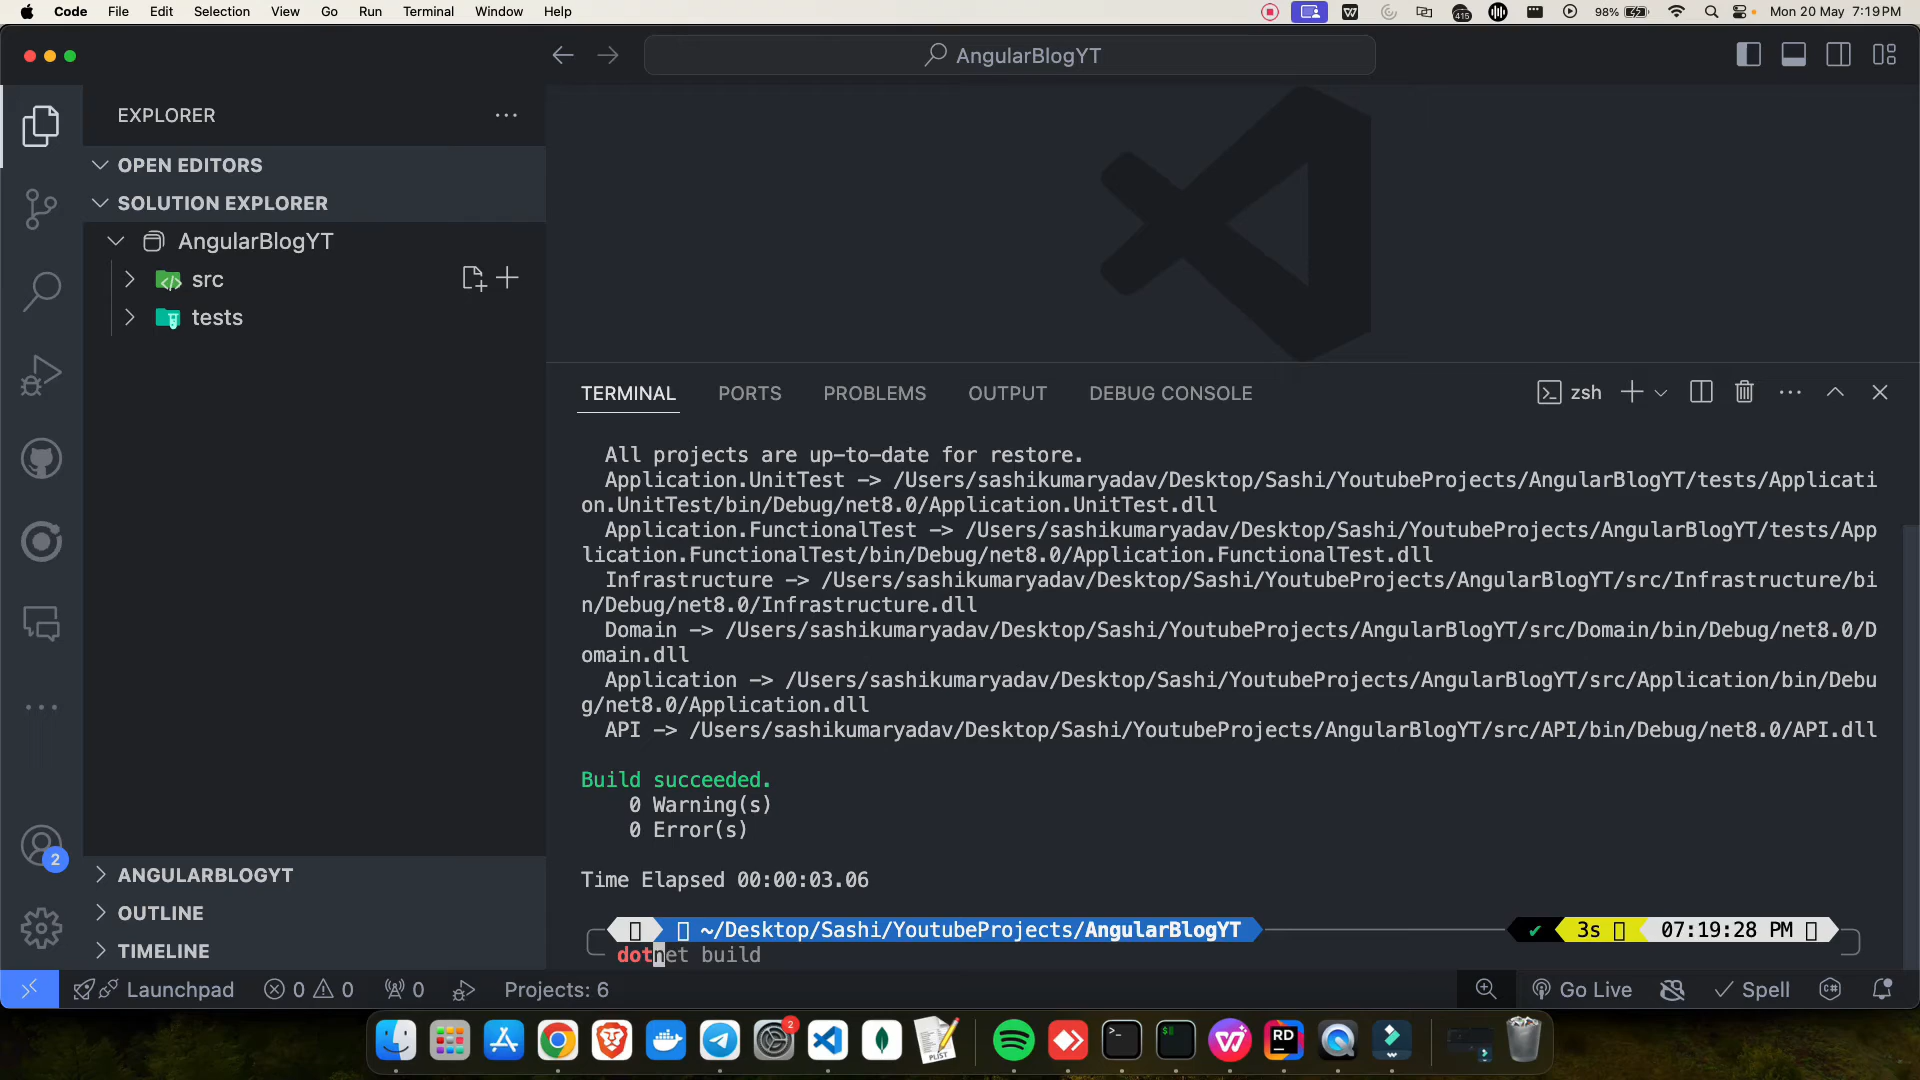 Code File Edit Selection View Go Run Terminal Window Help
415 98% Mon 20 May 7:19 PM
AngularBlogYT
EXPLORER
OPEN EDITORS
SOLUTION EXPLORER
AngularBlogYT
src
tests
ANGULARBLOGYT
OUTLINE
TIMELINE
2
TERMINAL PORTS PROBLEMS OUTPUT DEBUG CONSOLE
zsh
All projects are up-to-date for restore.
Application.UnitTest -> /Users/sashikumaryadav/Desktop/Sashi/YoutubeProjects/AngularBlogYT/tests/Applicati
on.UnitTest/bin/Debug/net8.0/Application.UnitTest.dll
Application.FunctionalTest -> /Users/sashikumaryadav/Desktop/Sashi/YoutubeProjects/AngularBlogYT/tests/App
lication.FunctionalTest/bin/Debug/net8.0/Application.FunctionalTest.dll
Infrastructure -> /Users/sashikumaryadav/Desktop/Sashi/YoutubeProjects/AngularBlogYT/src/Infrastructure/bi
n/Debug/net8.0/Infrastructure.dll
Domain -> /Users/sashikumaryadav/Desktop/Sashi/YoutubeProjects/AngularBlogYT/src/Domain/bin/Debug/net8.0/D
omain.dll
Application -> /Users/sashikumaryadav/Desktop/Sashi/YoutubeProjects/AngularBlogYT/src/Application/bin/Debu
g/net8.0/Application.dll
API -> /Users/sashikumaryadav/Desktop/Sashi/YoutubeProjects/AngularBlogYT/src/API/bin/Debug/net8.0/API.dll
Build succeeded.
0 Warning(s)
0 Error(s)
Time Elapsed 00:00:03.06
~/Desktop/Sashi/YoutubeProjects/AngularBlogYT
✔ 3s 07:19:28 PM
dotnet build
Launchpad 0 0 0 Projects: 6
Go Live Spell
2
RD
PLIST